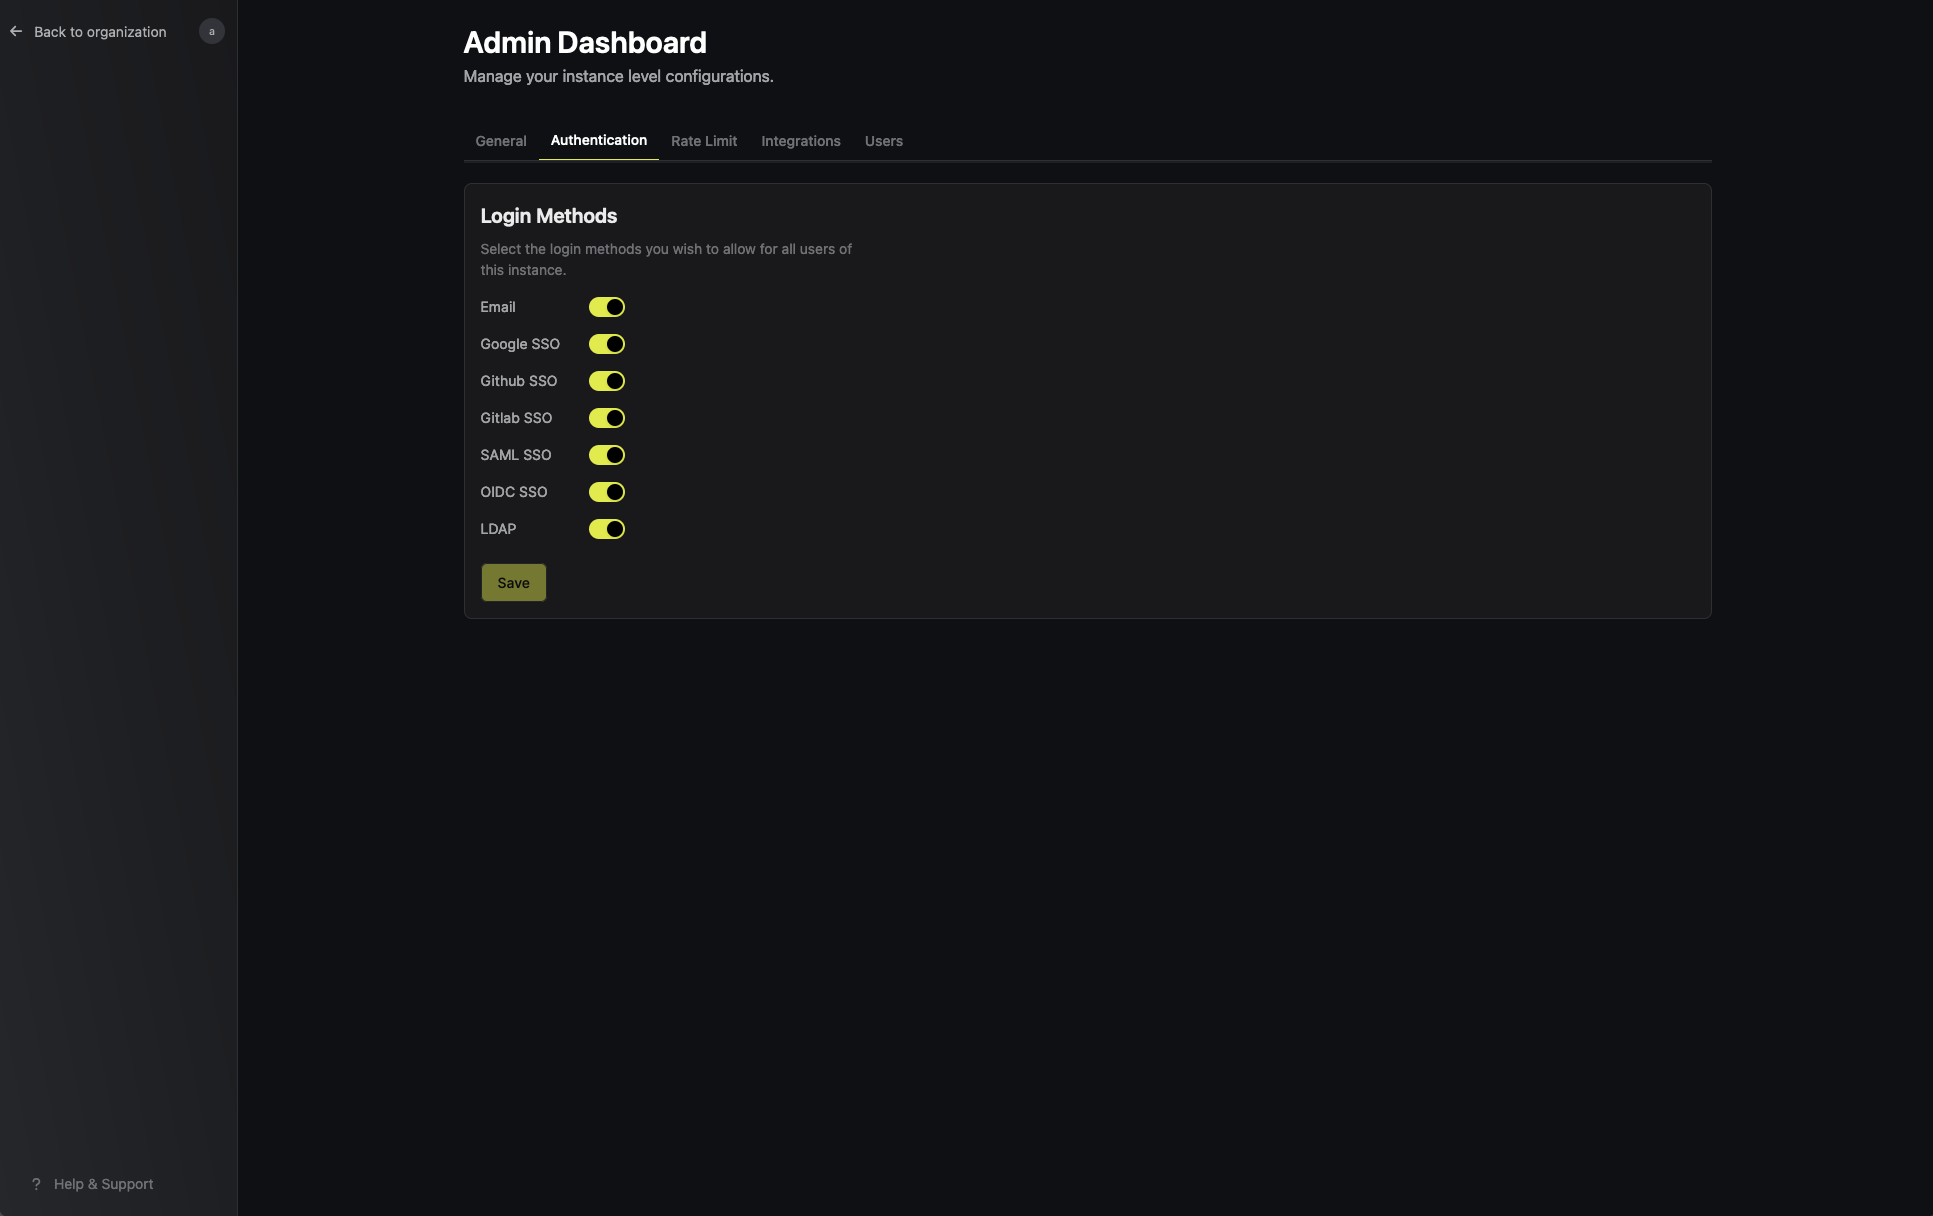 Back to organization
a
Admin Dashboard
Manage your instance level configurations.
General Authentication Rate Limit Integrations Users
Login Methods
Select the login methods you wish to allow for all users of
this instance.
Email
Google SSO
Github SSO
Gitlab SSO
SAML SSO
OIDC SSO
LDAP
Save
? Help & Support